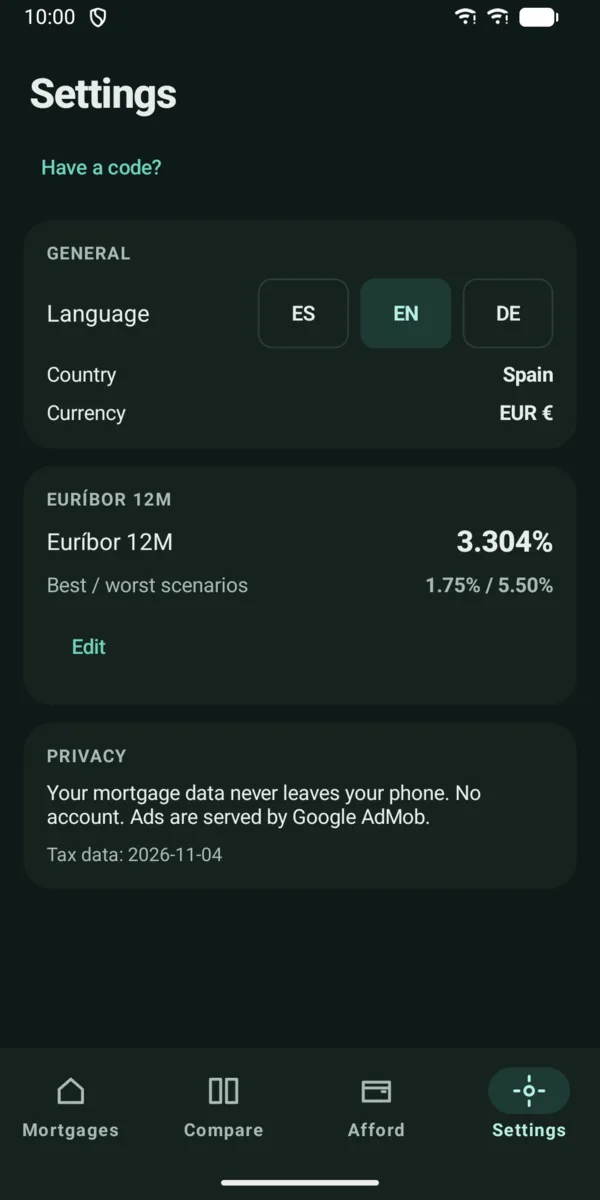 10:00
Settings
Have a code?
GENERAL
Language ES EN DE
Country Spain
Currency EUR €
EURÍBOR 12M
Euríbor 12M 3.304%
Best / worst scenarios 1.75% / 5.50%
Edit
PRIVACY
Your mortgage data never leaves your phone. No
account. Ads are served by Google AdMob.
Tax data: 2026-11-04
Mortgages Compare Afford Settings